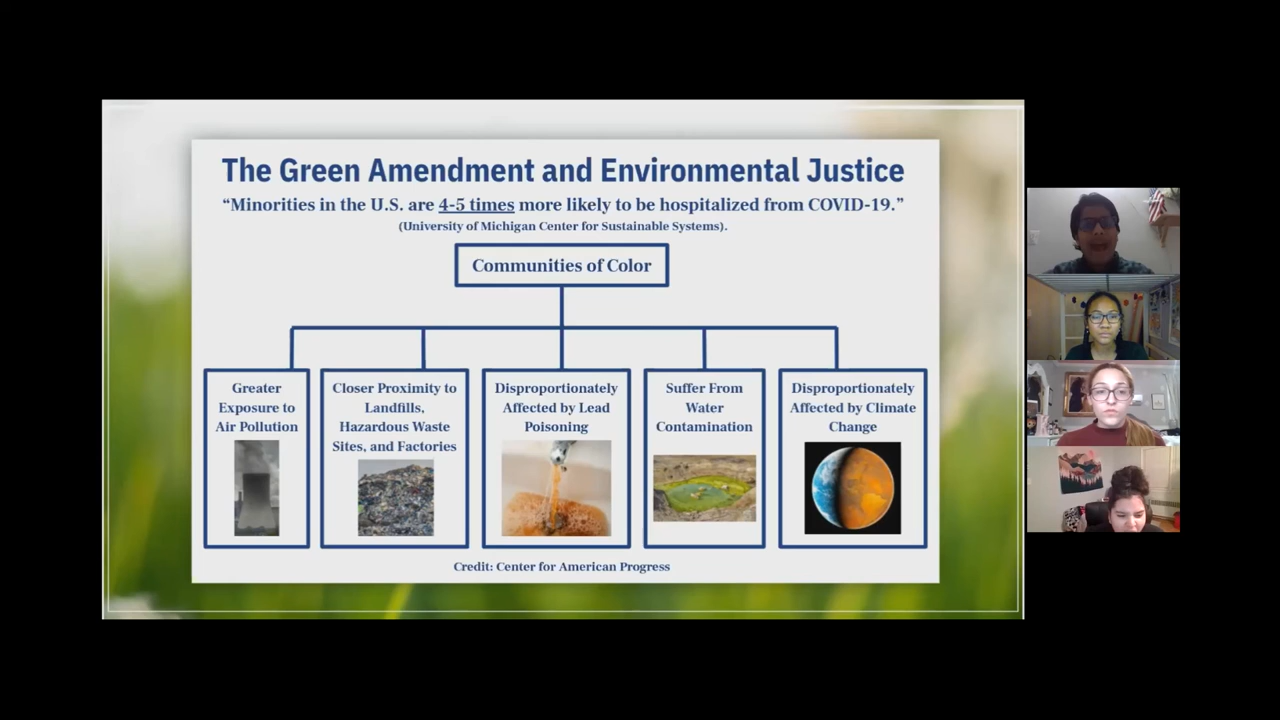 The Green Amendment and Environmental Justice
“Minorities in the U.S. are 4-5 times more likely to be hospitalized from COVID-19.”
(University of Michigan Center for Sustainable Systems).
Communities of Color
Greater
Exposure to
Air Pollution
Closer Proximity to
Landfills,
Hazardous Waste
Sites, and Factories
Disproportionately
Affected by Lead
Poisoning
Suffer From
Water
Contamination
Disproportionately
Affected by Climate
Change
Credit: Center for American Progress